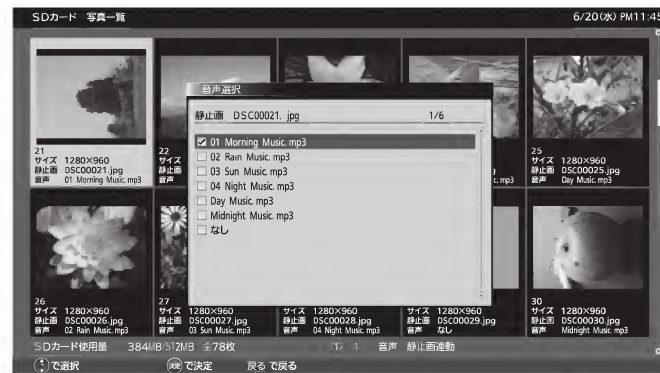 SDカード 写真一覧
6/20(水) PM11:45
音声選択
静止画 DSC00021. jpg 1/6
01 Morning Music.mp3
02 Rain Music.mp3
03 Sun Music.mp3
04 Night Music.mp3
Day Music.mp3
Midnight Music.mp3
なし
21
サイズ 1280×960
静止画 DSC00021.jpg
音声 01 Morning Music.mp3
22
サイズ
静止画
音声
25
サイズ 1280×960
静止画 DSC00025.jpg
音声 Day Music.mp3
26
サイズ 1280×960
静止画 DSC00026.jpg
音声 02 Rain Music.mp3
27
サイズ 1280×960
静止画 DSC00027.jpg
音声 03 Sun Music.mp3
サイズ 1280×960
静止画 DSC00028.jpg
音声 04 Night Music.mp3
サイズ 1280×960
静止画 DSC00029.jpg
音声 なし
30
サイズ 1280×960
静止画 DSC00030.jpg
音声 Midnight Music.mp3
SDカード使用量 384MB/512MB 全78枚 音声 静止画連動
で選択 決定 で決定 戻る で戻る